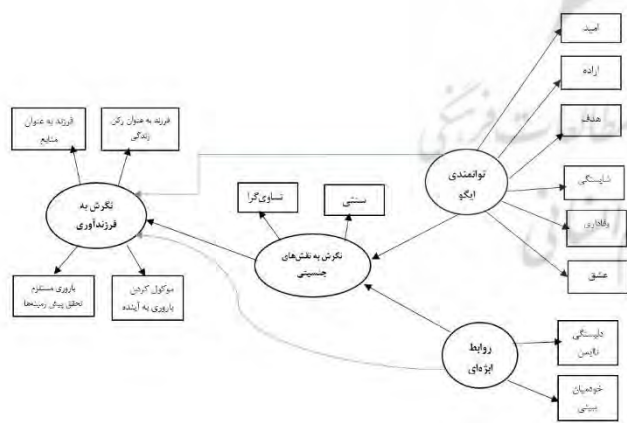 امید
اراده
هدف
شایستگی
وفاداری
عشق
توانمندی
ایگو
فرزند به عنوان رکن
زندگی
فرزند به عنوان
منابع
نگرش به
فرزندآوری
سنتی
تساوی‌گرا
نگرش به نقش‌های
جنسیتی
موکول کردن
باروری به آینده
باروری مستلزم
تحقق پیش زمینه‌ها
روابط
ابژه‌ای
دلبستگی
ناایمن
خودمیان
بینی